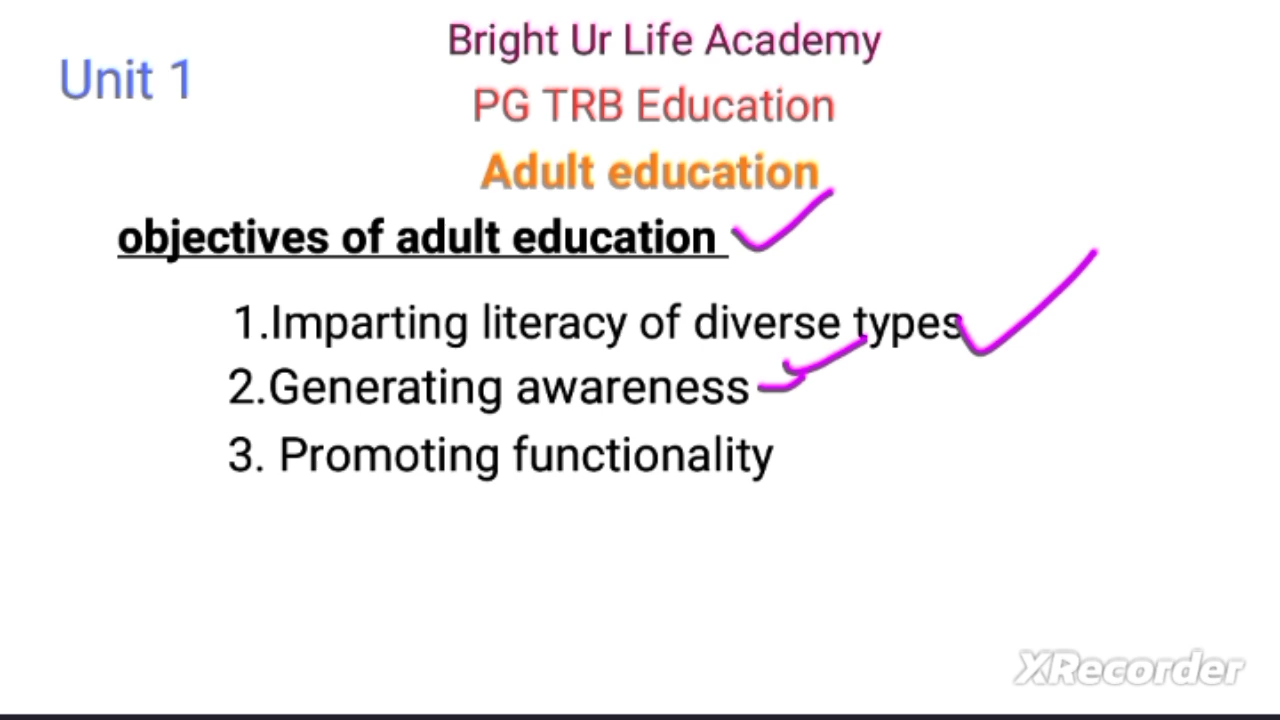 Bright Ur Life Academy
Unit 1
PG TRB Education
Adult education
objectives of adult education
1.Imparting literacy of diverse types
2.Generating awareness
3. Promoting functionality
XRecorder